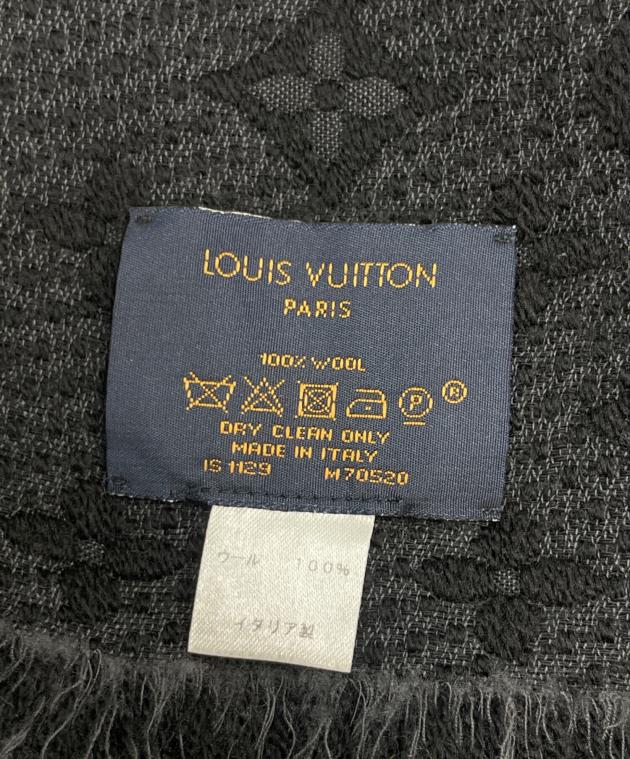 LOUIS VUITTON
PARIS
100% WOOL
P ®
DRY CLEAN ONLY
MADE IN ITALY
IS 1129 M70520
ウール 100%
イタリア製